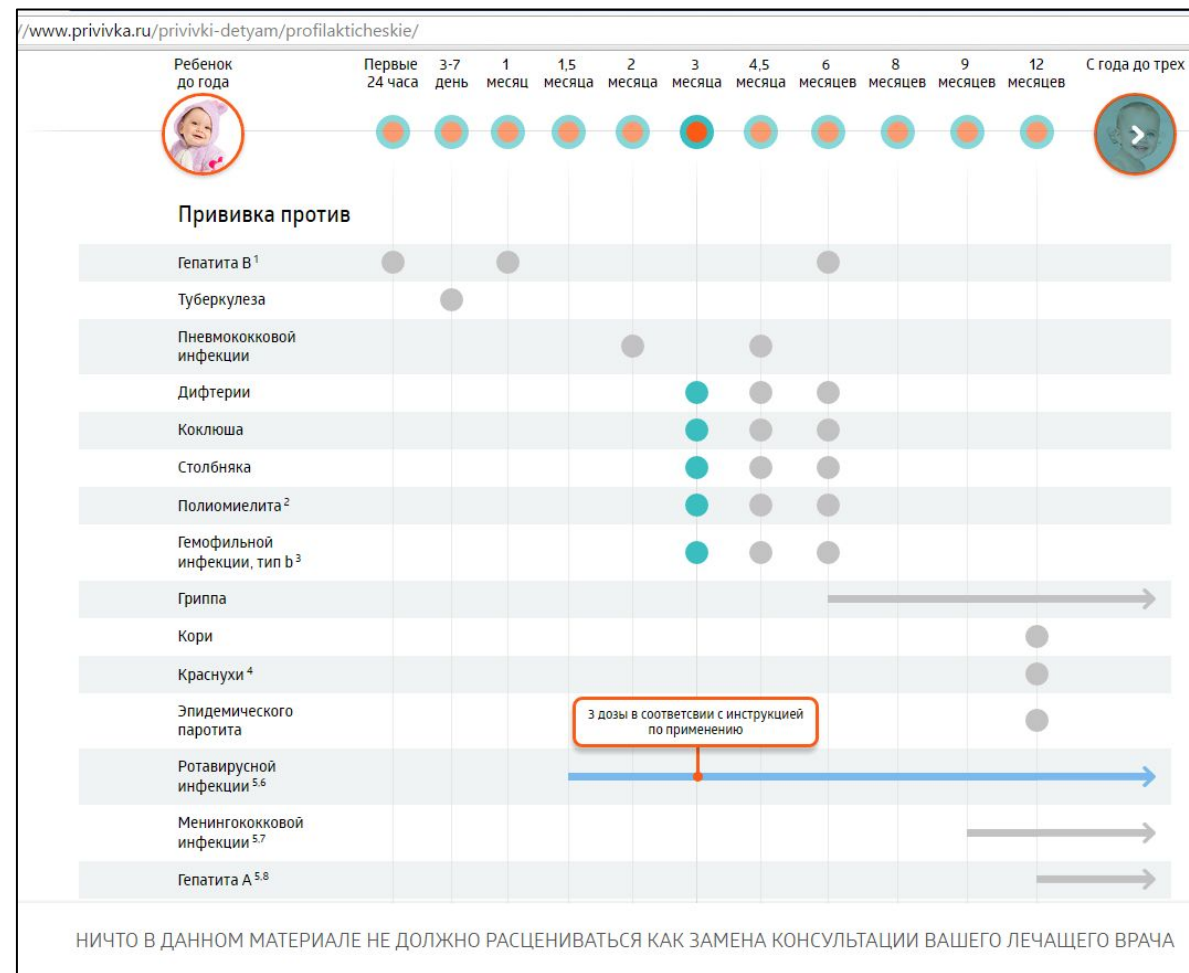 //www.privivka.ru/privivki-detyam/profilakticheskie/
Ребенок
до года
Первые
24 часа
3-7
день
1
месяц
1,5
месяца
2
месяца
3
месяца
4,5
месяца
6
месяцев
8
месяцев
9
месяцев
12
месяцев
С года до трех
Прививка против
Гепатита В 1
Туберкулеза
Пневмококковой
инфекции
Дифтерии
Коклюша
Столбняка
Полиомиелита 2
Гемофильной
инфекции, тип b 3
Гриппа
Кори
Краснухи 4
Эпидемического
паротита
3 дозы в соответсвии с инструкцией
по применению
Ротавирусной
инфекции 5,6
Менингококковой
инфекции 5,7
Гепатита А 5,8
НИЧТО В ДАННОМ МАТЕРИАЛЕ НЕ ДОЛЖНО РАСЦЕНИВАТЬСЯ КАК ЗАМЕНА КОНСУЛЬТАЦИИ ВАШЕГО ЛЕЧАЩЕГО ВРАЧА